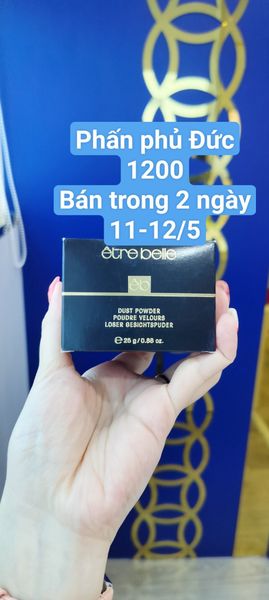 Phấn phủ Đức
1200
Bán trong 2 ngày
11-12/5
être belle
eb
DUST POWDER
POUDRE VELOURS
LOSER GESICHTSPUDER
℮ 25 g / 0.88 oz.